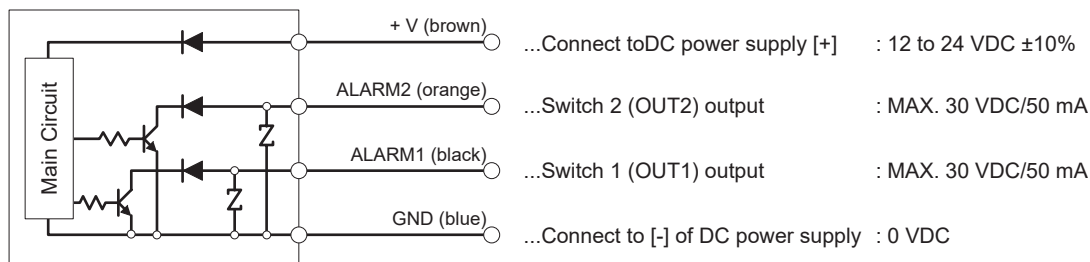 + V (brown) ...Connect toDC power supply [+] : 12 to 24 VDC ±10%
ALARM2 (orange) ...Switch 2 (OUT2) output : MAX. 30 VDC/50 mA
Main Circuit
ALARM1 (black) ...Switch 1 (OUT1) output : MAX. 30 VDC/50 mA
GND (blue) ...Connect to [-] of DC power supply : 0 VDC